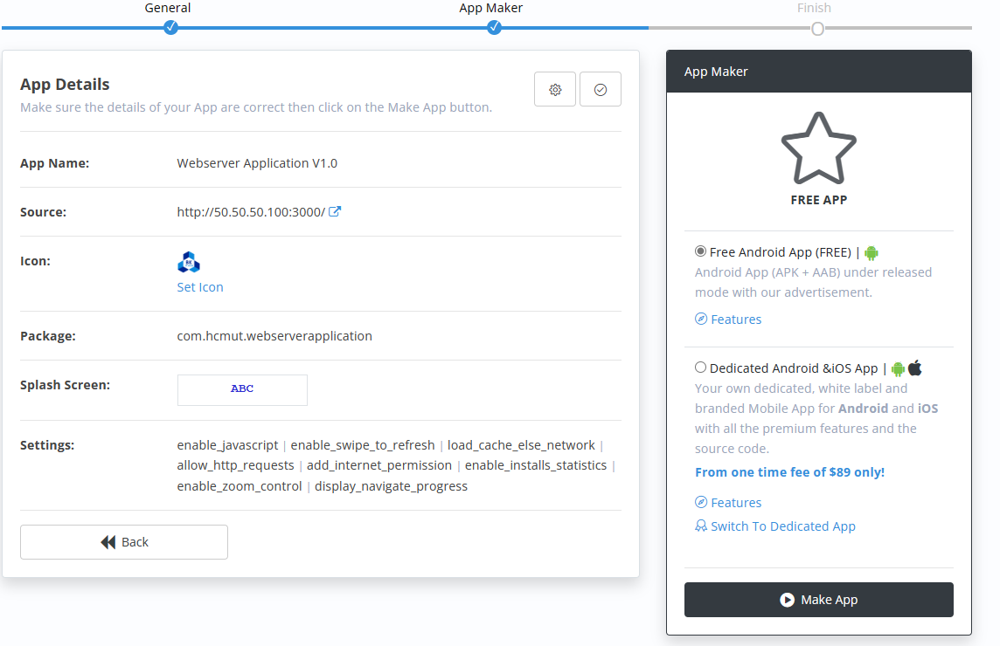 General
App Maker
Finish
App Details
Make sure the details of your App are correct then click on the Make App button.
App Name:
Webserver Application V1.0
Source:
http://50.50.50.100:3000/
Icon:
BK
Set Icon
Package:
com.hcmut.webserverapplication
Splash Screen:
ABC
Settings:
enable_javascript | enable_swipe_to_refresh | load_cache_else_network |
allow_http_requests | add_internet_permission | enable_installs_statistics |
enable_zoom_control | display_navigate_progress
Back
App Maker
FREE APP
Free Android App (FREE) |
Android App (APK + AAB) under released
mode with our advertisement.
Features
Dedicated Android &iOS App |
Your own dedicated, white label and
branded Mobile App for Android and iOS
with all the premium features and the
source code.
From one time fee of $89 only!
Features
Switch To Dedicated App
Make App